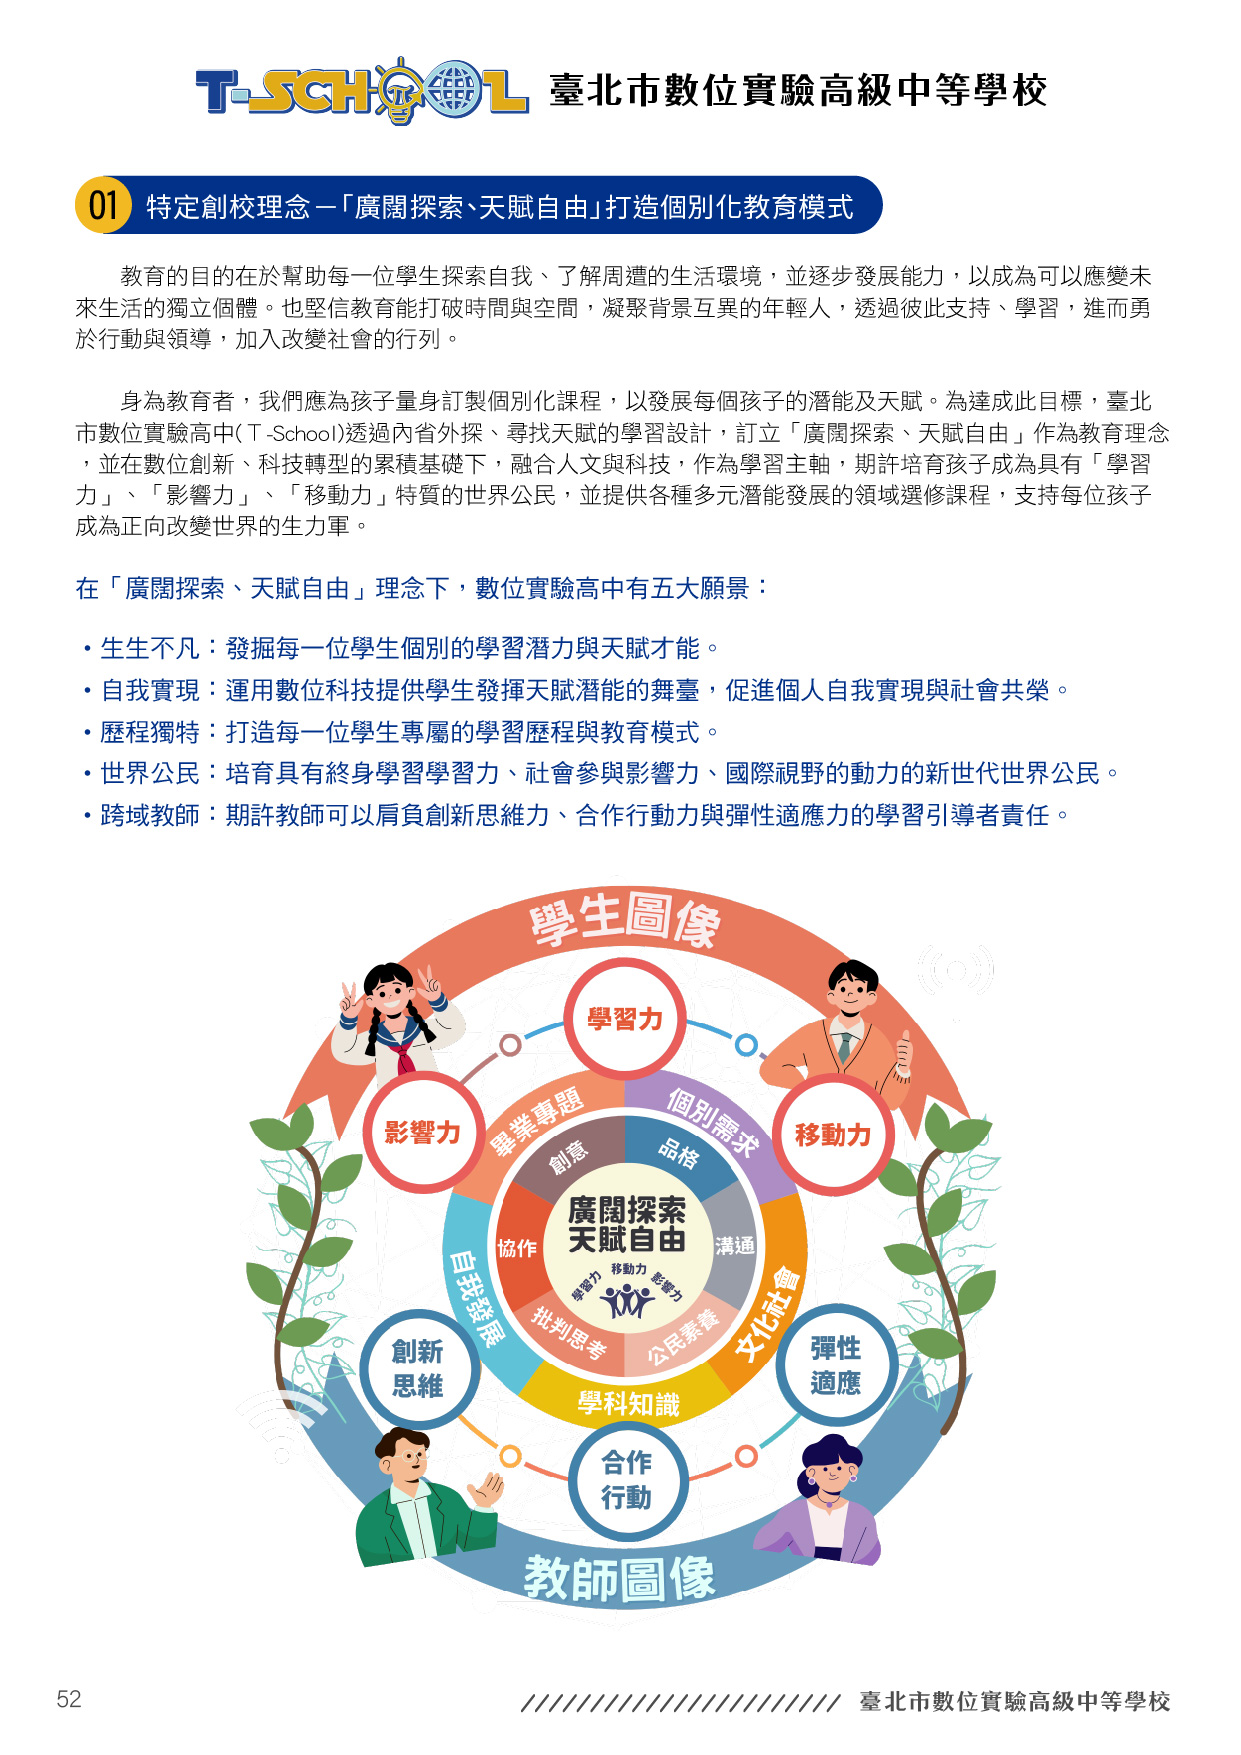 T-SCHOOL 臺北市數位實驗高級中等學校
01 特定創校理念－「廣闊探索、天賦自由」打造個別化教育模式
教育的目的在於幫助每一位學生探索自我、了解周遭的生活環境，並逐步發展能力，以成為可以應變未
來生活的獨立個體。也堅信教育能打破時間與空間，凝聚背景互異的年輕人，透過彼此支持、學習，進而勇
於行動與領導，加入改變社會的行列。
身為教育者，我們應為孩子量身訂製個別化課程，以發展每個孩子的潛能及天賦。為達成此目標，臺北
市數位實驗高中(Ｔ-School)透過內省外探、尋找天賦的學習設計，訂立「廣闊探索、天賦自由」作為教育理念
，並在數位創新、科技轉型的累積基礎下，融合人文與科技，作為學習主軸，期許培育孩子成為具有「學習
力」、「影響力」、「移動力」特質的世界公民，並提供各種多元潛能發展的領域選修課程，支持每位孩子
成為正向改變世界的生力軍。
在「廣闊探索、天賦自由」理念下，數位實驗高中有五大願景：
・生生不凡：發掘每一位學生個別的學習潛力與天賦才能。
・自我實現：運用數位科技提供學生發揮天賦潛能的舞臺，促進個人自我實現與社會共榮。
・歷程獨特：打造每一位學生專屬的學習歷程與教育模式。
・世界公民：培育具有終身學習學習力、社會參與影響力、國際視野的動力的新世代世界公民。
・跨域教師：期許教師可以肩負創新思維力、合作行動力與彈性適應力的學習引導者責任。
學生圖像
學習力
影響力
移動力
畢業專題
個別需求
創意
品格
廣闊探索
天賦自由
協作
溝通
學習力
移動力
影響力
自我發展
文化社會
批判思考
公民素養
創新
思維
彈性
適應
學科知識
合作
行動
教師圖像
52
臺北市數位實驗高級中等學校